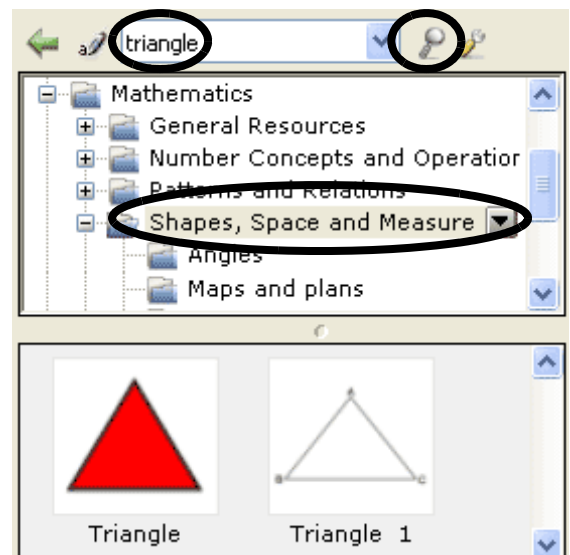 triangle
Mathematics
General Resources
Number Concepts and Operation
Patterns and Relations
Shapes, Space and Measure
Angles
Maps and plans
A
B C
Triangle Triangle 1